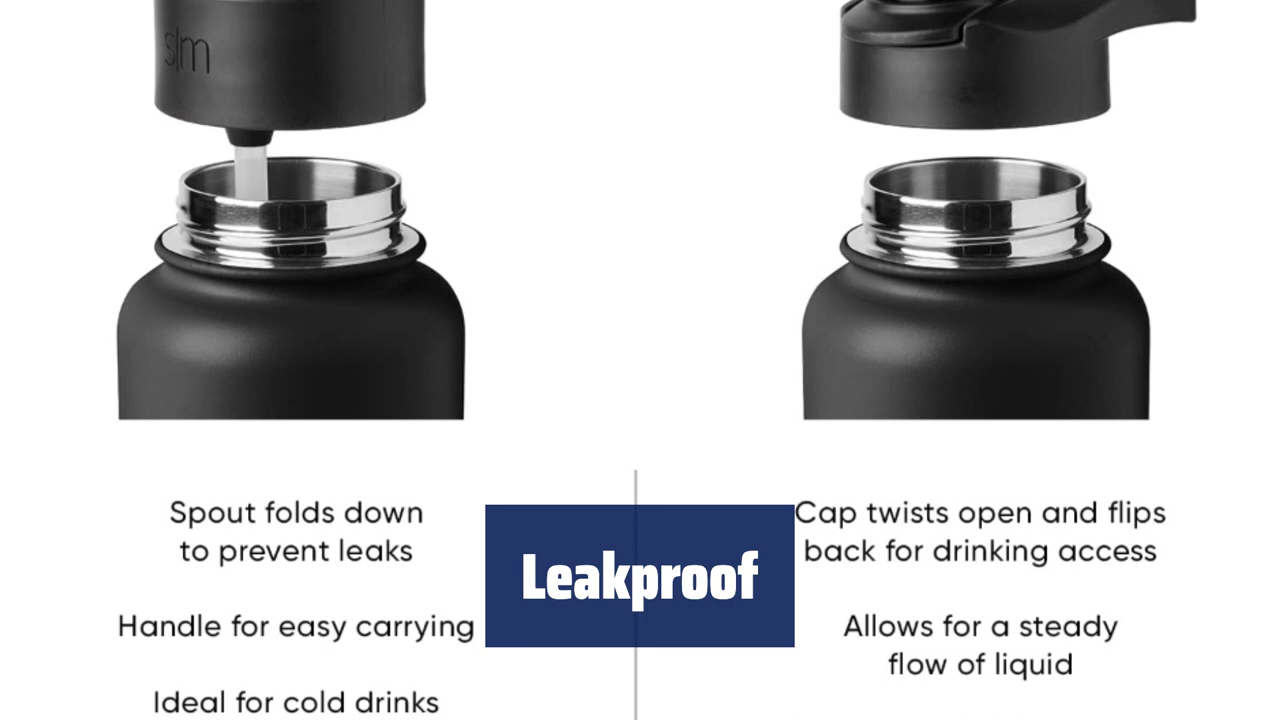 slm
Spout folds down
to prevent leaks
Handle for easy carrying
Ideal for cold drinks
Leakproof
Cap twists open and flips
back for drinking access
Allows for a steady
flow of liquid